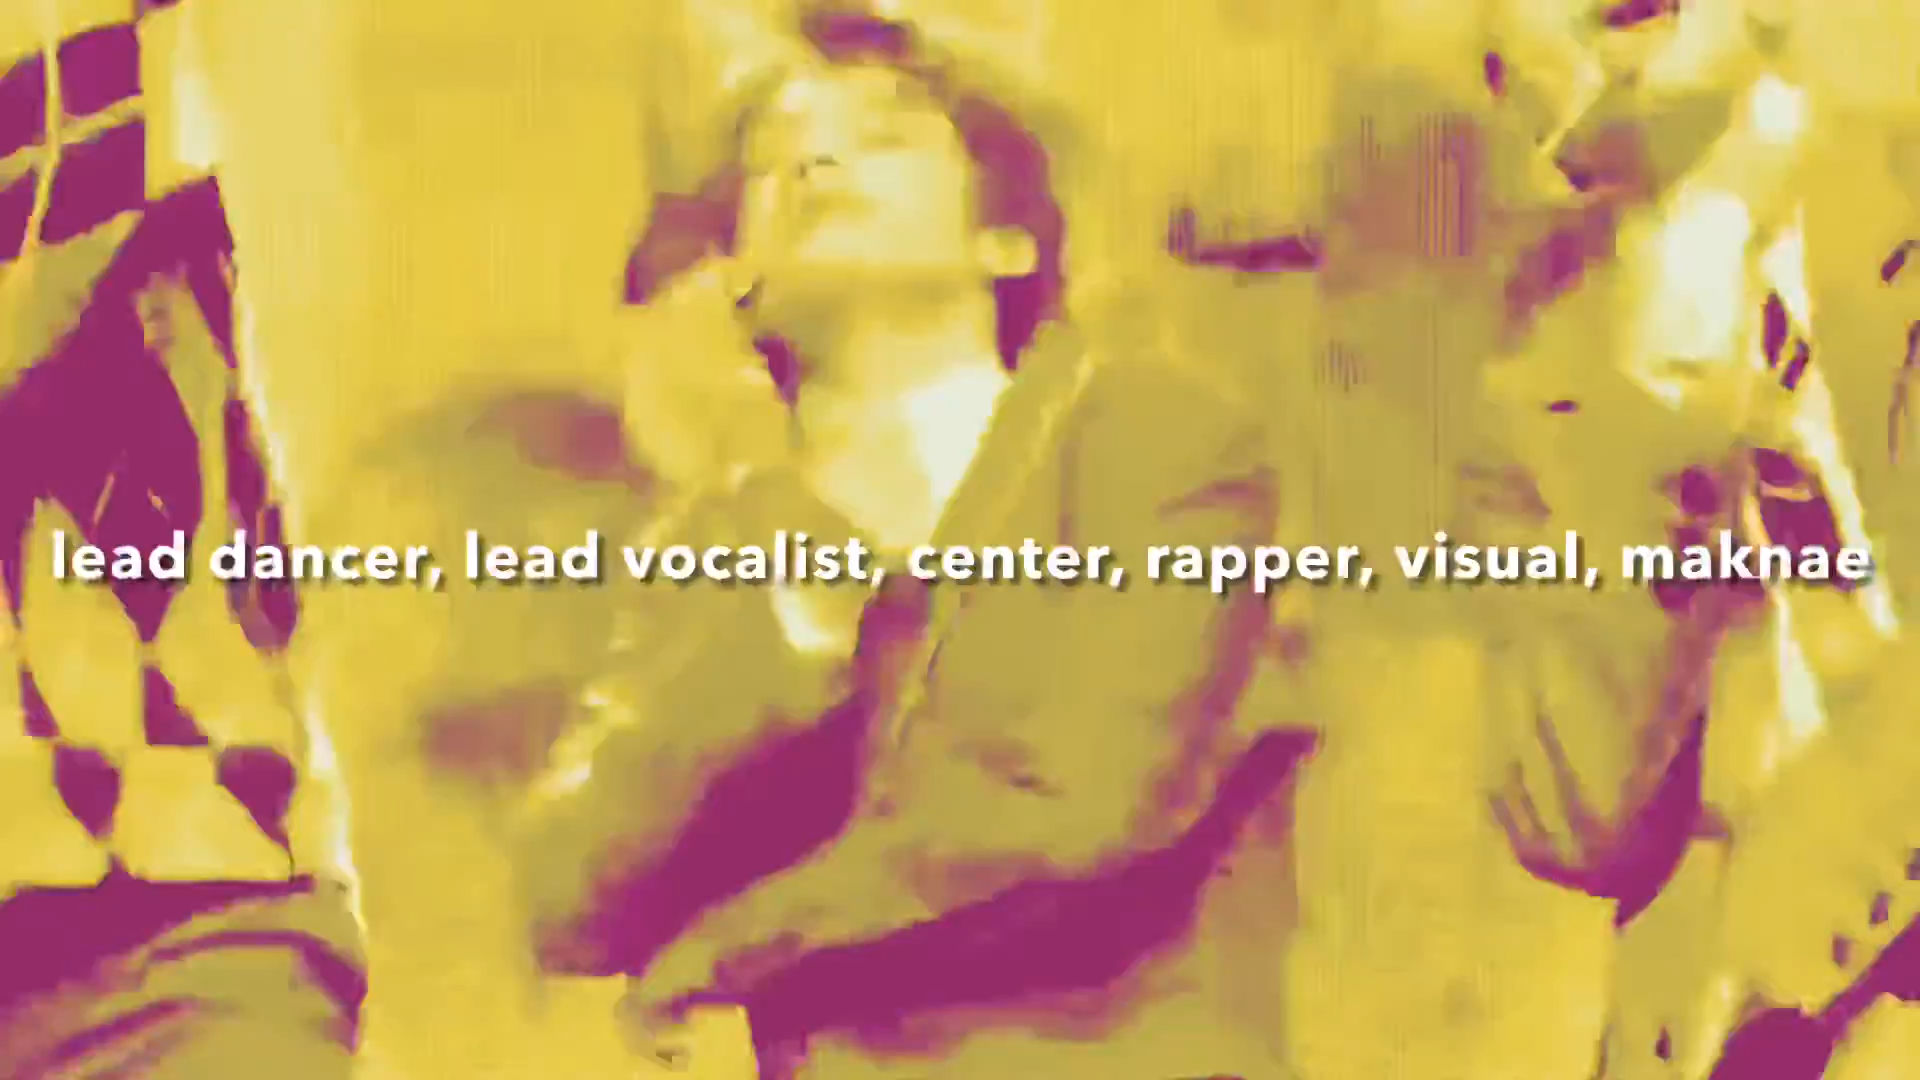 lead dancer, lead vocalist, center, rapper, visual, maknae